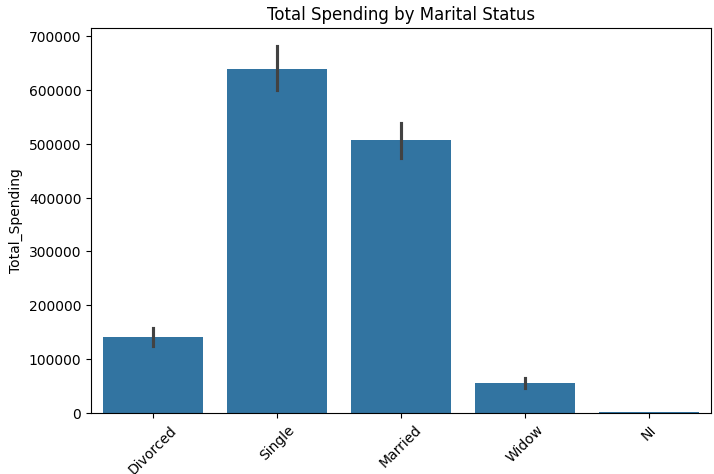 Total Spending by Marital Status
700000
600000
500000
400000
300000
200000
100000
0
Total_Spending
Divorced
Single
Married
Widow
NI